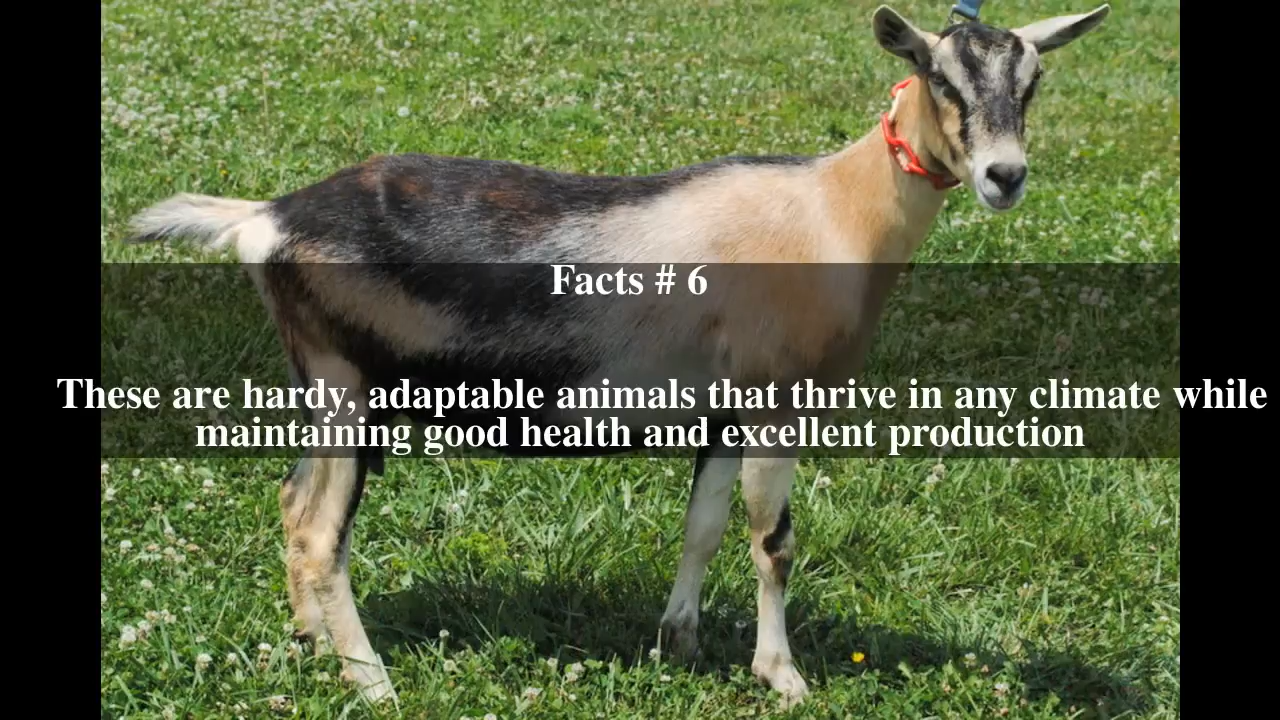 Facts # 6
These are hardy, adaptable animals that thrive in any climate while
maintaining good health and excellent production